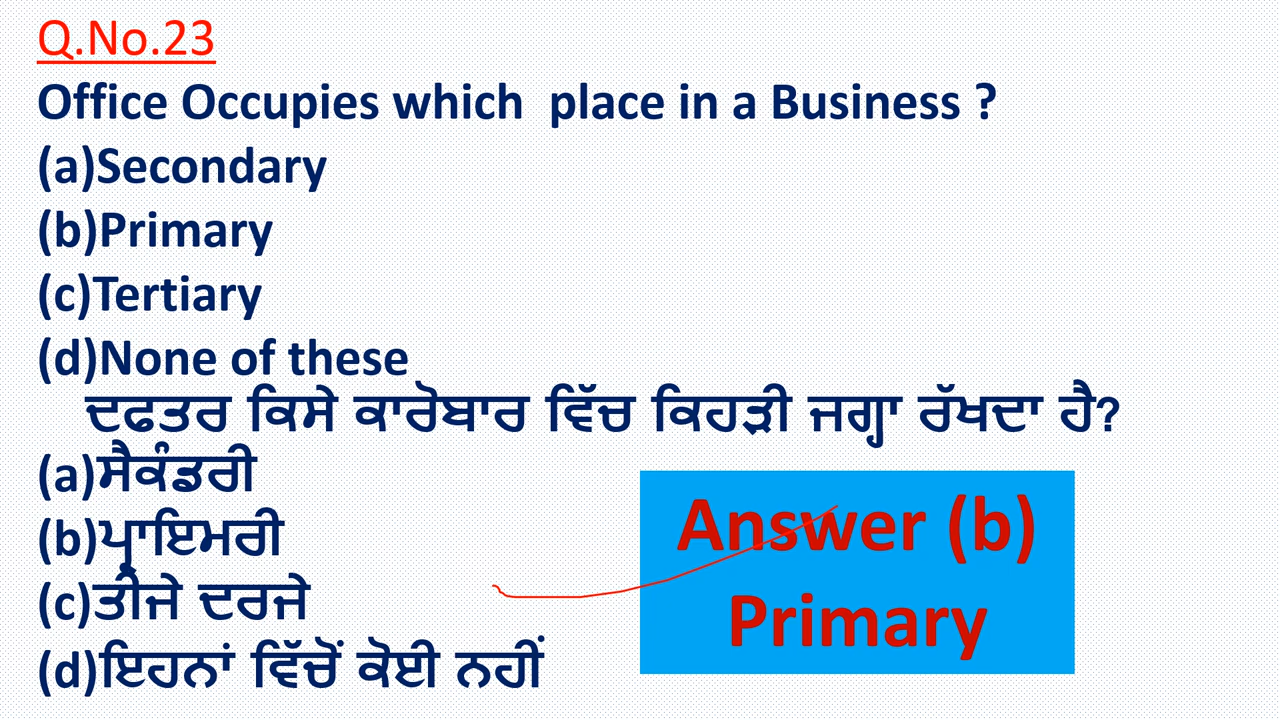 Q.No.23
Office Occupies which place in a Business ?
(a)Secondary
(b)Primary
(c)Tertiary
(d)None of these
ਦਫਤਰ ਕਿਸੇ ਕਾਰੋਬਾਰ ਵਿੱਚ ਕਿਹੜੀ ਜਗ੍ਹਾ ਰੱਖਦਾ ਹੈ?
(a)ਸੈਕੰਡਰੀ
(b)ਪ੍ਰਾਇਮਰੀ
(c)ਤੀਜੇ ਦਰਜੇ
(d)ਇਹਨਾਂ ਵਿੱਚੋਂ ਕੋਈ ਨਹੀਂ
Answer (b)
Primary